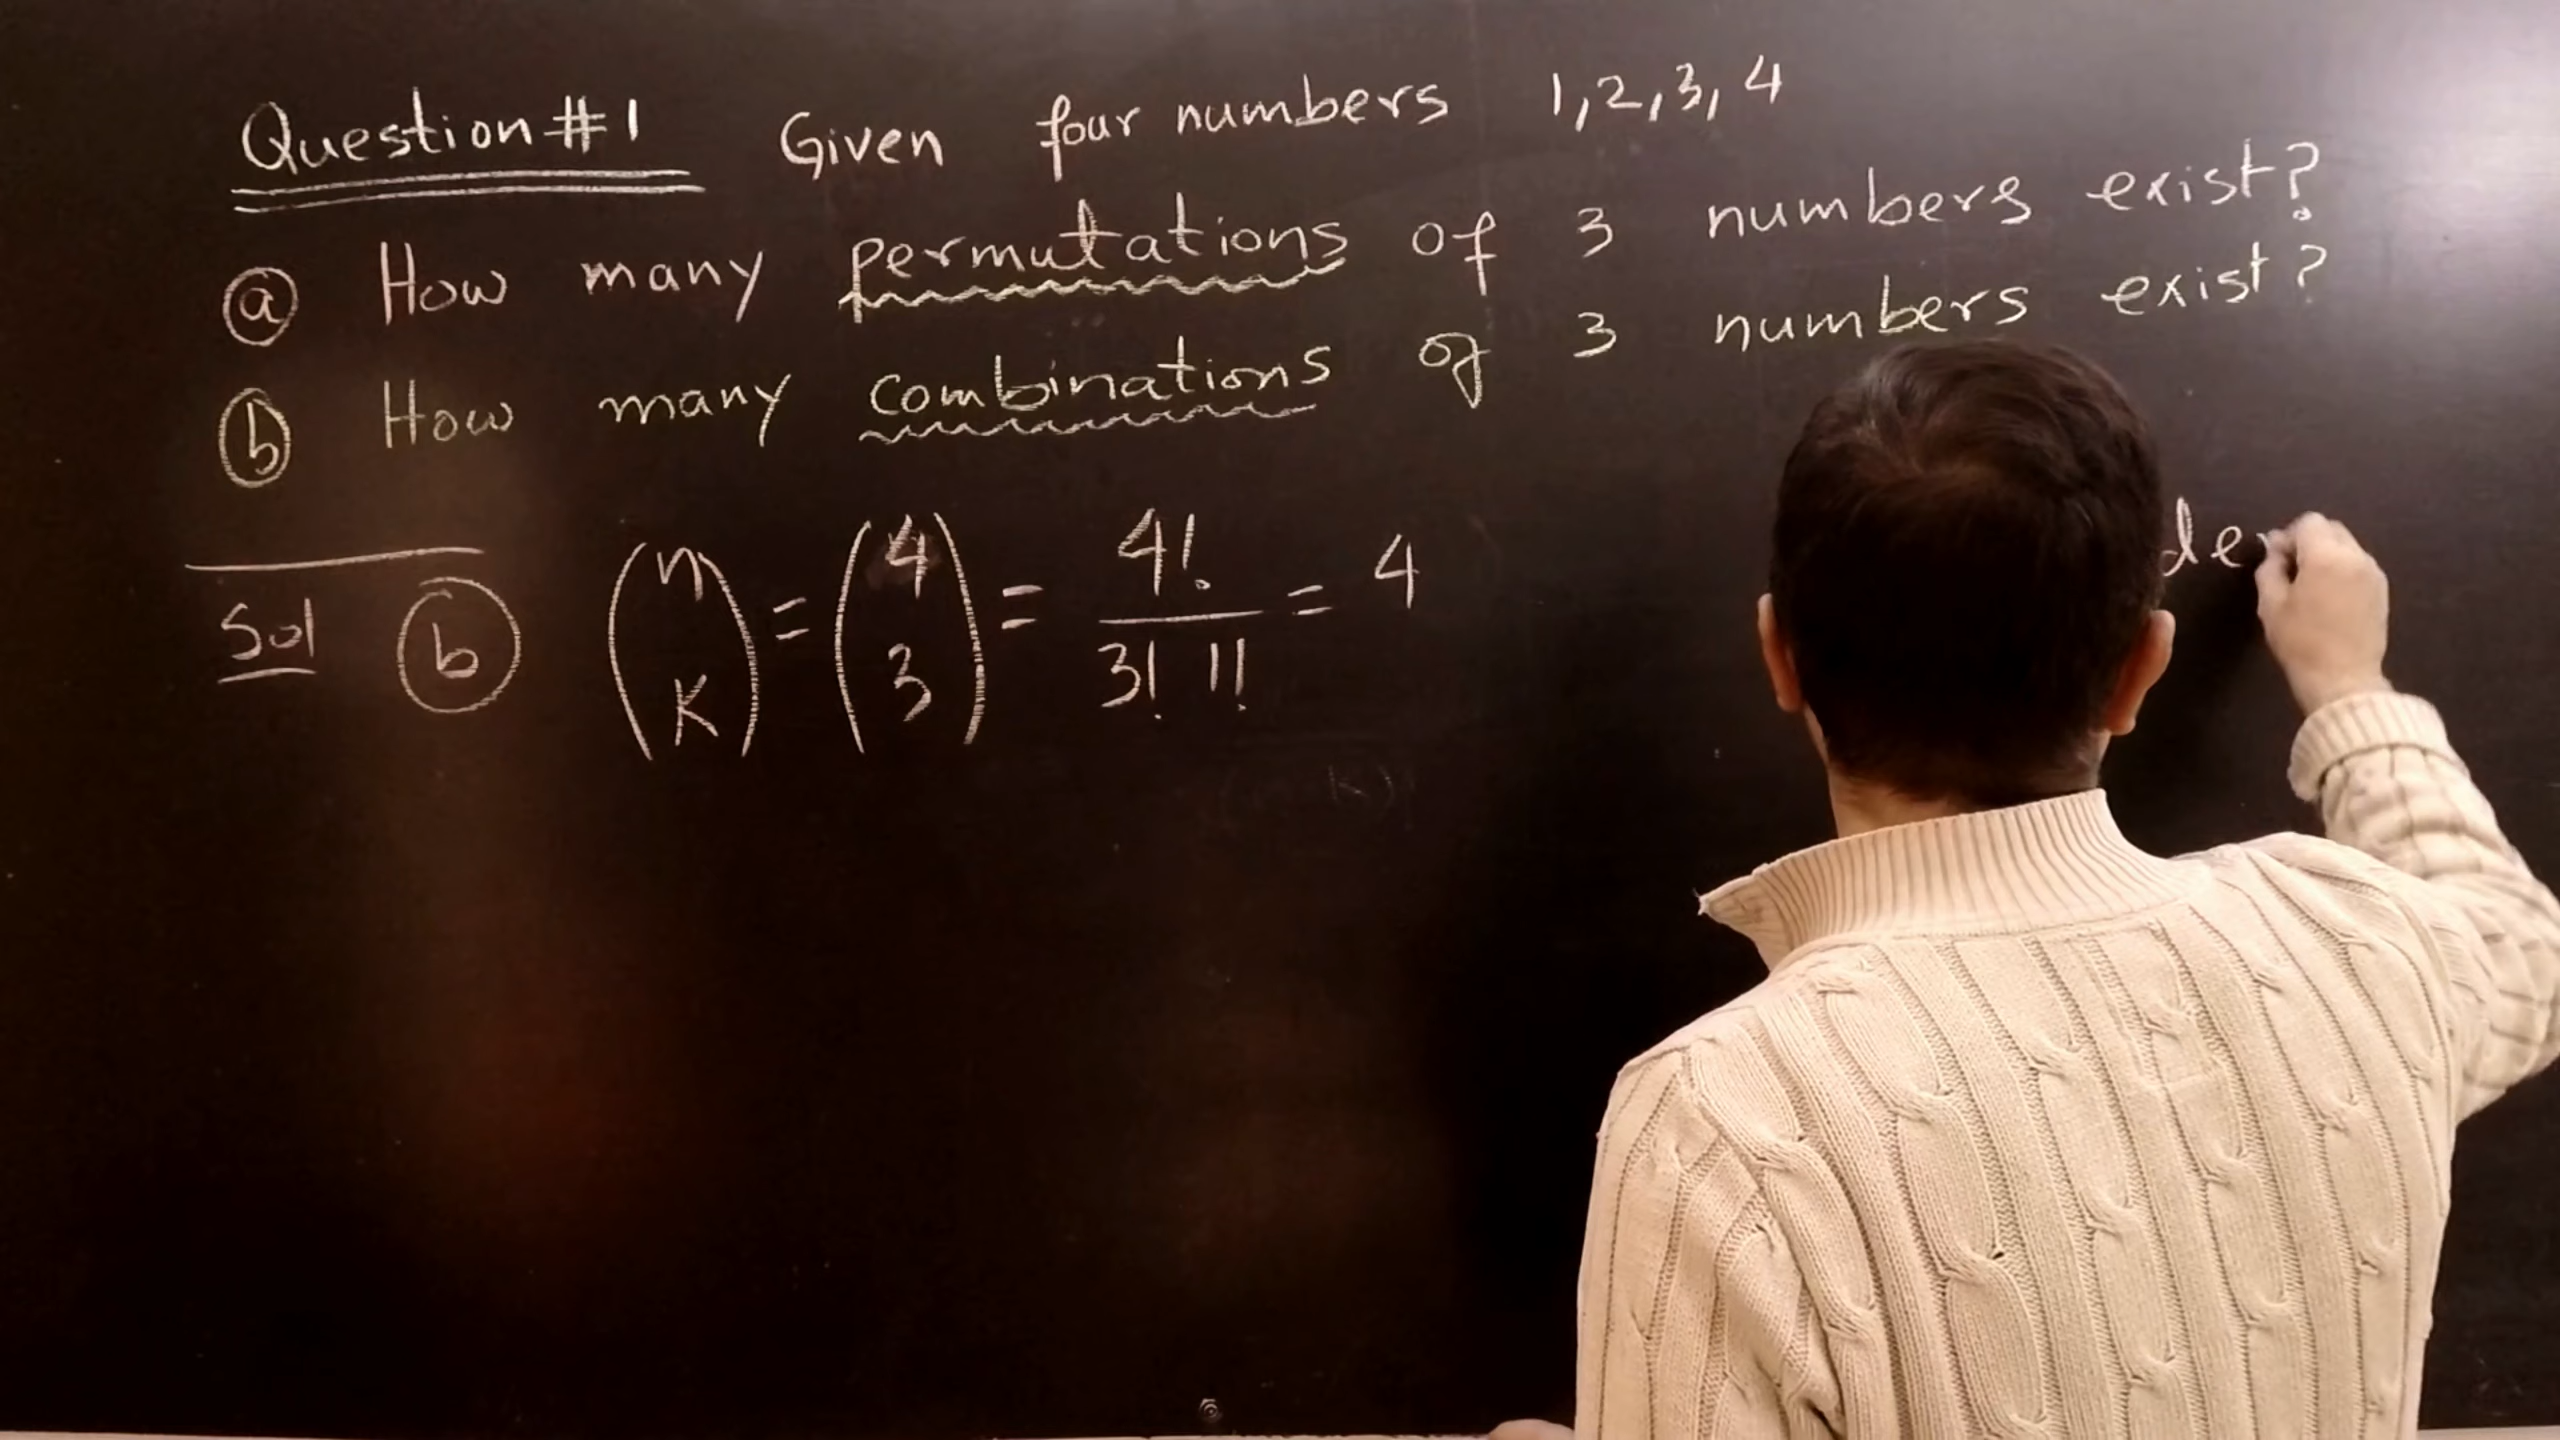 Question #1 Given four numbers 1, 2, 3, 4
(a) How many permutations of 3 numbers exist?
(b) How many combinations of 3 numbers exist?
Sol (b) (n k) = (4 3) = 4! / 3! 1! = 4